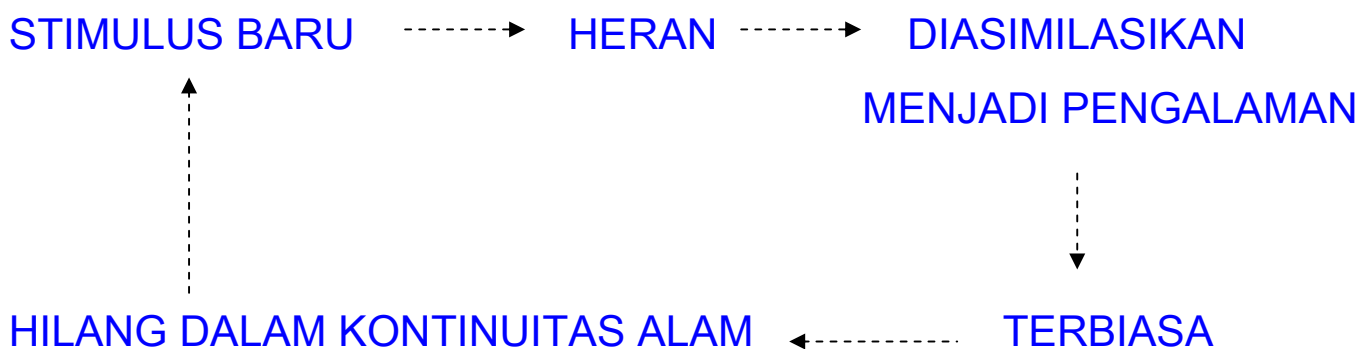 STIMULUS BARU HERAN DIASIMILASIKAN
MENJADI PENGALAMAN
HILANG DALAM KONTINUITAS ALAM TERBIASA